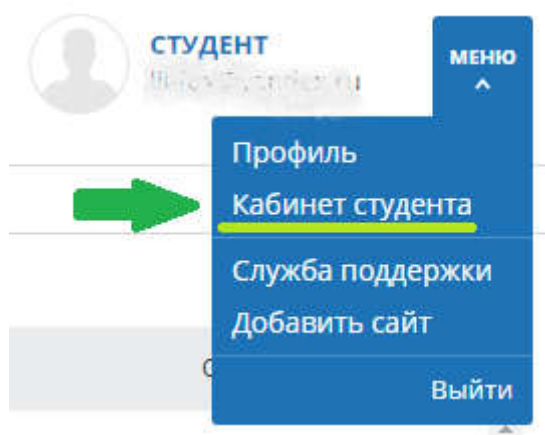 СТУДЕНТ
МЕНЮ
Профиль
Кабинет студента
Служба поддержки
Добавить сайт
Выйти